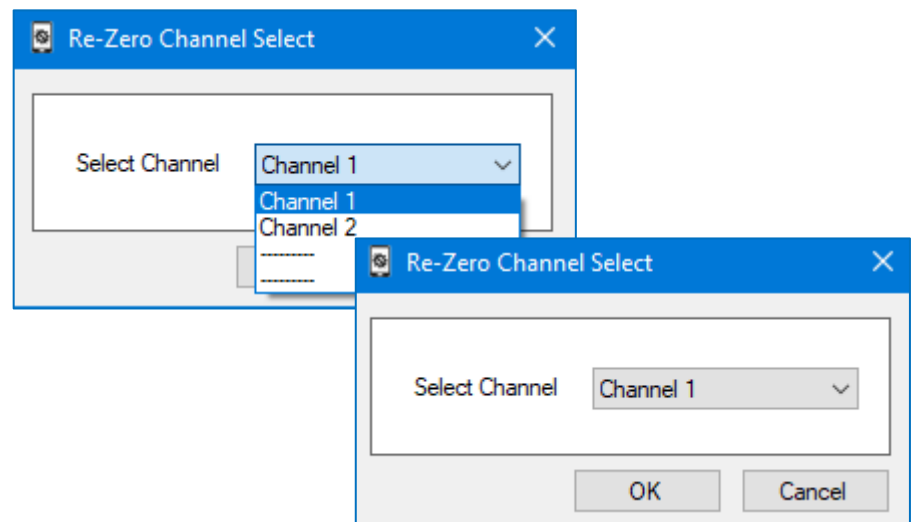 Re-Zero Channel Select
Select Channel Channel 1
Channel 1
Channel 2
---------
---------
Re-Zero Channel Select
Select Channel Channel 1
OK Cancel